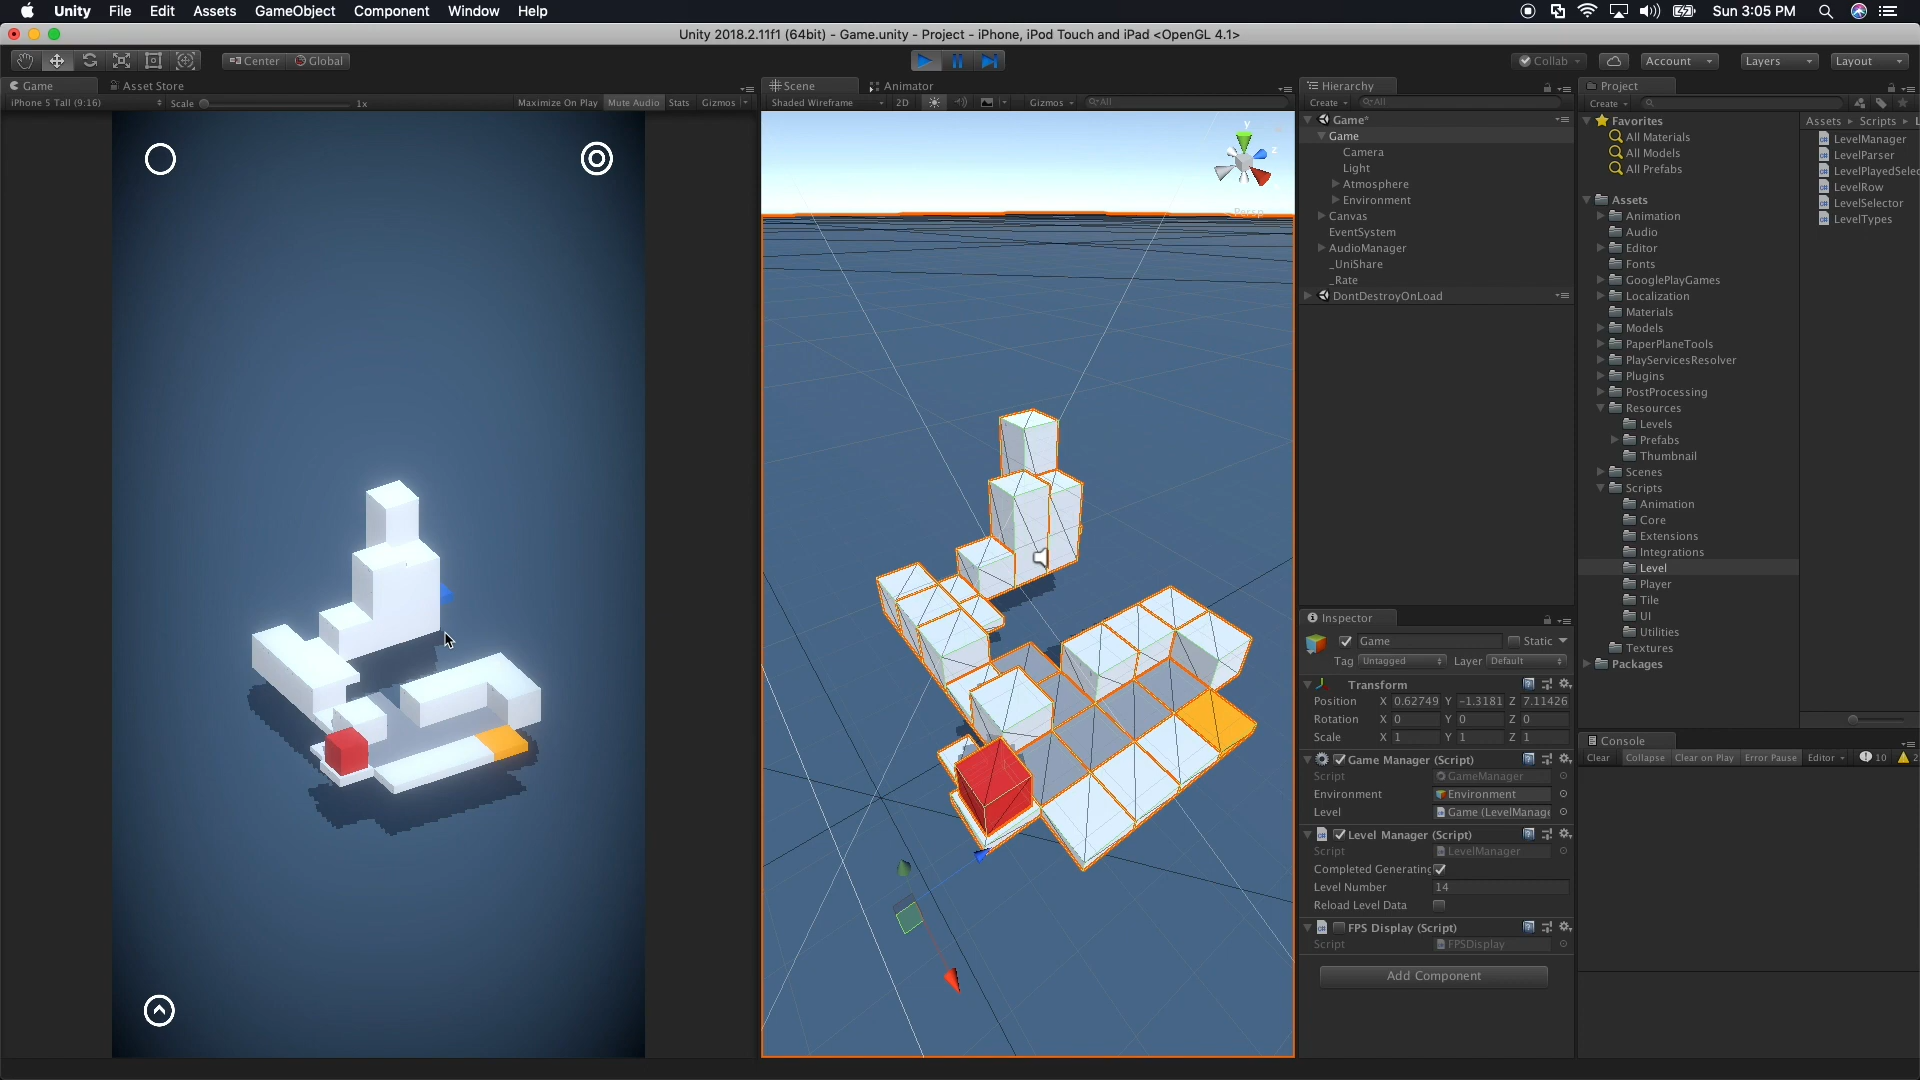 Unity File Edit Assets GameObject Component Window Help
Sun 3:05 PM
Unity 2018.2.11f1 (64bit) - Game.unity - Project - iPhone, iPod Touch and iPad <OpenGL 4.1>
Center Global
Collab Account Layers Layout
Game Asset Store
iPhone 5 Tall (9:16) Scale 1x Maximize On Play Mute Audio Stats Gizmos
Scene Animator
Shaded Wireframe 2D Gizmos All
y
z
Persp
Hierarchy
Create All
Game*
Game
Camera
Light
Atmosphere
Environment
Canvas
EventSystem
AudioManager
_UniShare
_Rate
DontDestroyOnLoad
Inspector
Game Static
Tag Untagged Layer Default
Transform
Position X 0.62749 Y -1.3181 Z 7.11426
Rotation X 0 Y 0 Z 0
Scale X 1 Y 1 Z 1
Game Manager (Script)
Script GameManager
Environment Environment
Level Game (LevelManage
Level Manager (Script)
Script LevelManager
Completed Generating
Level Number 14
Reload Level Data
FPS Display (Script)
Script FPSDisplay
Add Component
Project
Create
Favorites
All Materials
All Models
All Prefabs
Assets
Animation
Audio
Editor
Fonts
GooglePlayGames
Localization
Materials
Models
PaperPlaneTools
PlayServicesResolver
Plugins
PostProcessing
Resources
Levels
Prefabs
Thumbnail
Scenes
Scripts
Animation
Core
Extensions
Integrations
Level
Player
Tile
UI
Utilities
Textures
Packages
Assets Scripts L
LevelManager
LevelParser
LevelPlayedSelec
LevelRow
LevelSelector
LevelTypes
Console
Clear Collapse Clear on Play Error Pause Editor 10 2